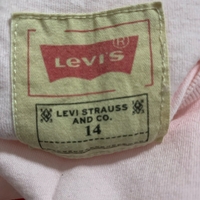 Levi's ®
LEVI STRAUSS
AND CO.
14